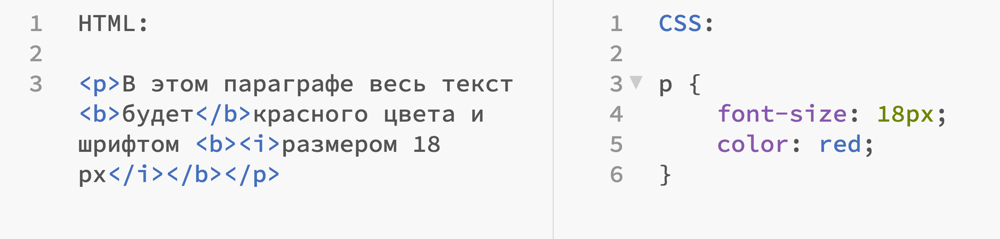 1 HTML:
2
3 <p>В этом параграфе весь текст
<b>будет</b>красного цвета и
шрифтом <b><i>размером 18
px</i></b></p>
1 CSS:
2
3 p {
4 font-size: 18px;
5 color: red;
6 }